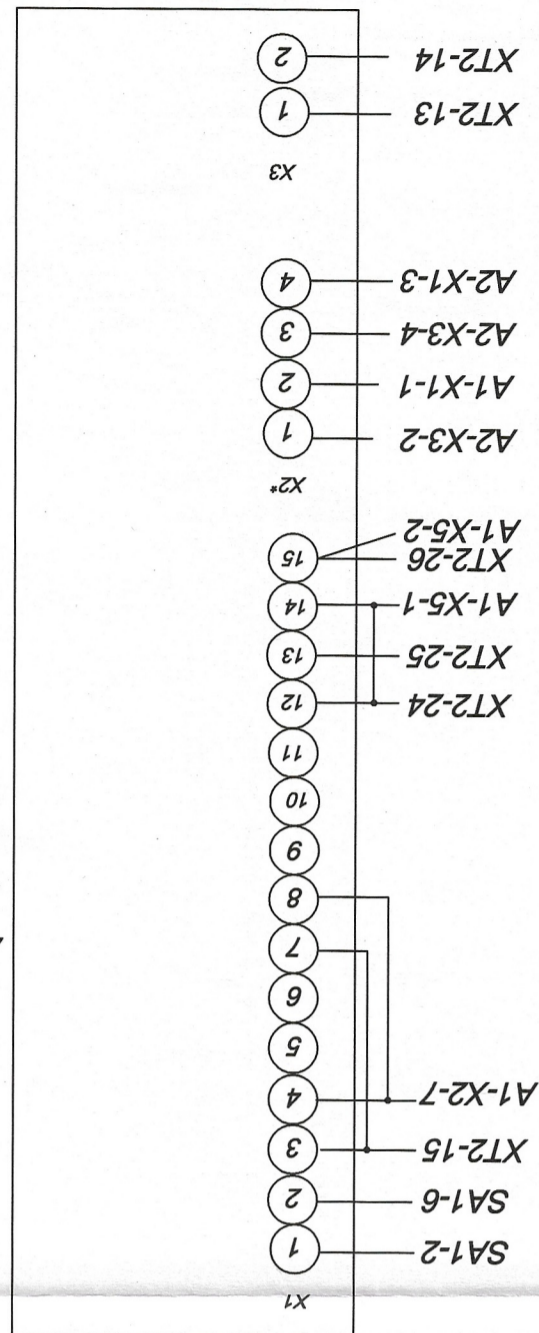 X1
1 SA1-2
2 SA1-6
3 XT2-15
4 A1-X2-7
5
6
7
8
9
10
11
12 XT2-24
13 XT2-25
14 A1-X5-1
15 XT2-26
A1-X5-2
X2*
1 A2-X3-2
2 A1-X1-1
3 A2-X3-4
4 A2-X1-3
X3
1 XT2-13
2 XT2-14